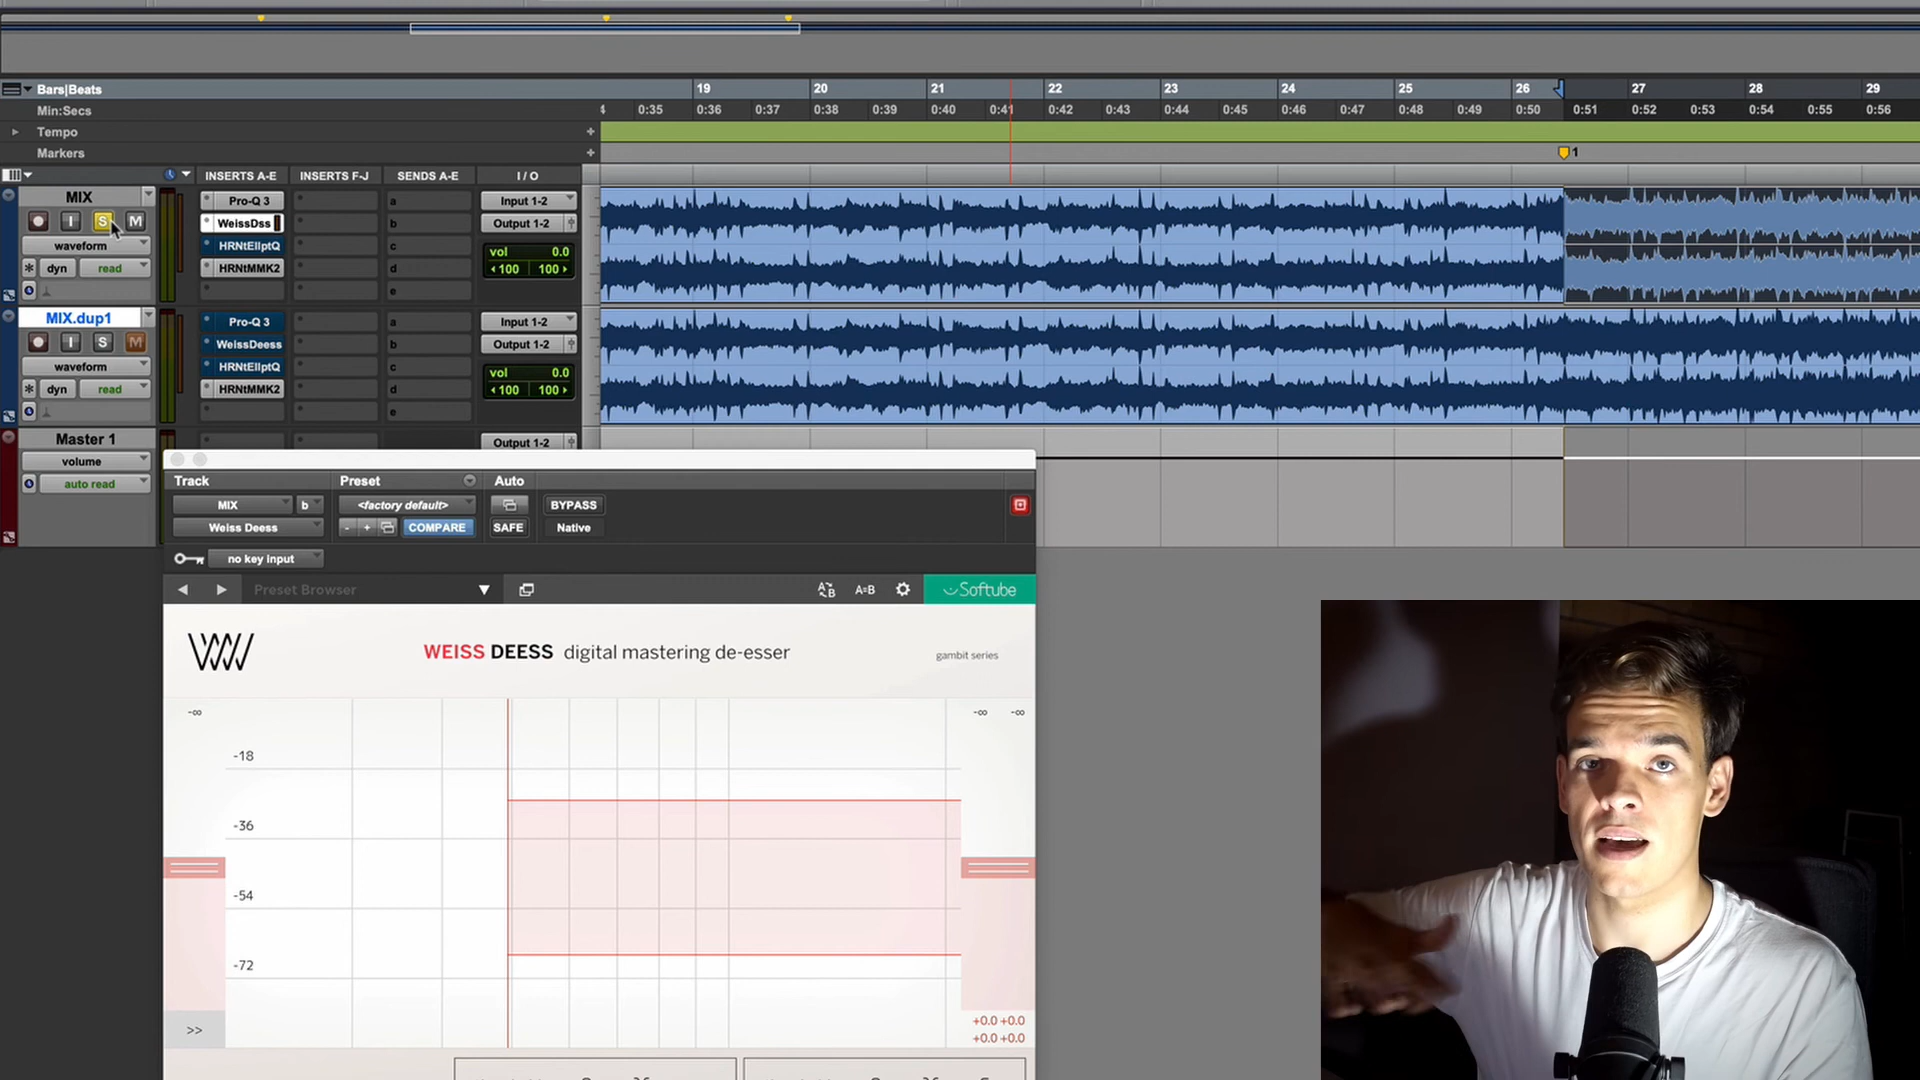 Bars|Beats
19 20 21 22 23 24 25 26 27 28 29
Min:Secs
4 0:35 0:36 0:37 0:38 0:39 0:40 0:41 0:42 0:43 0:44 0:45 0:46 0:47 0:48 0:49 0:50 0:51 0:52 0:53 0:54 0:55 0:56
Tempo +
Markers +
1
INSERTS A-E INSERTS F-J SENDS A-E I / O
MIX
I S M
waveform
dyn read
Pro-Q 3
WeissDss
HRNtEllptQ
HRNtMMK2
a
b
c
d
e
Input 1-2
Output 1-2
vol 0.0
100 100
MIX.dup1
I S M
waveform
dyn read
Pro-Q 3
WeissDeess
HRNtEllptQ
HRNtMMK2
a
b
c
d
e
Input 1-2
Output 1-2
vol 0.0
100 100
Master 1
volume
auto read
Output 1-2
Track Preset Auto
MIX b <factory default> BYPASS
Weiss Deess - + COMPARE SAFE Native
no key input
Preset Browser A=B Softube
WEISS DEESS digital mastering de-esser
gambit series
-∞ -∞ -∞
-18
-36
-54
-72
>>
+0.0 +0.0
+0.0 +0.0